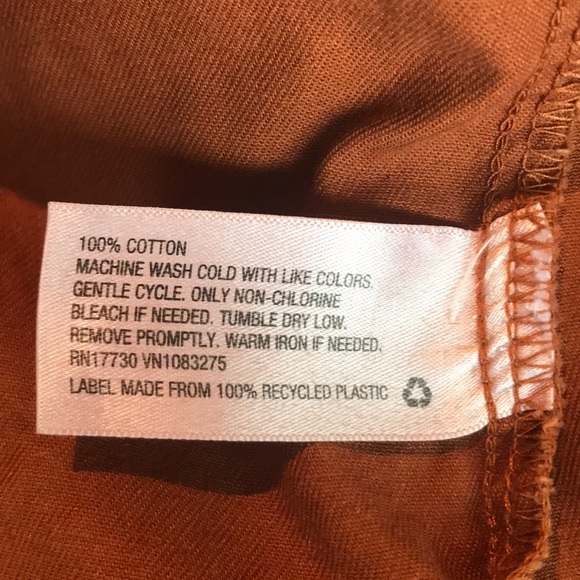 100% COTTON
MACHINE WASH COLD WITH LIKE COLORS.
GENTLE CYCLE. ONLY NON-CHLORINE
BLEACH IF NEEDED. TUMBLE DRY LOW.
REMOVE PROMPTLY. WARM IRON IF NEEDED.
RN17730 VN1083275
LABEL MADE FROM 100% RECYCLED PLASTIC